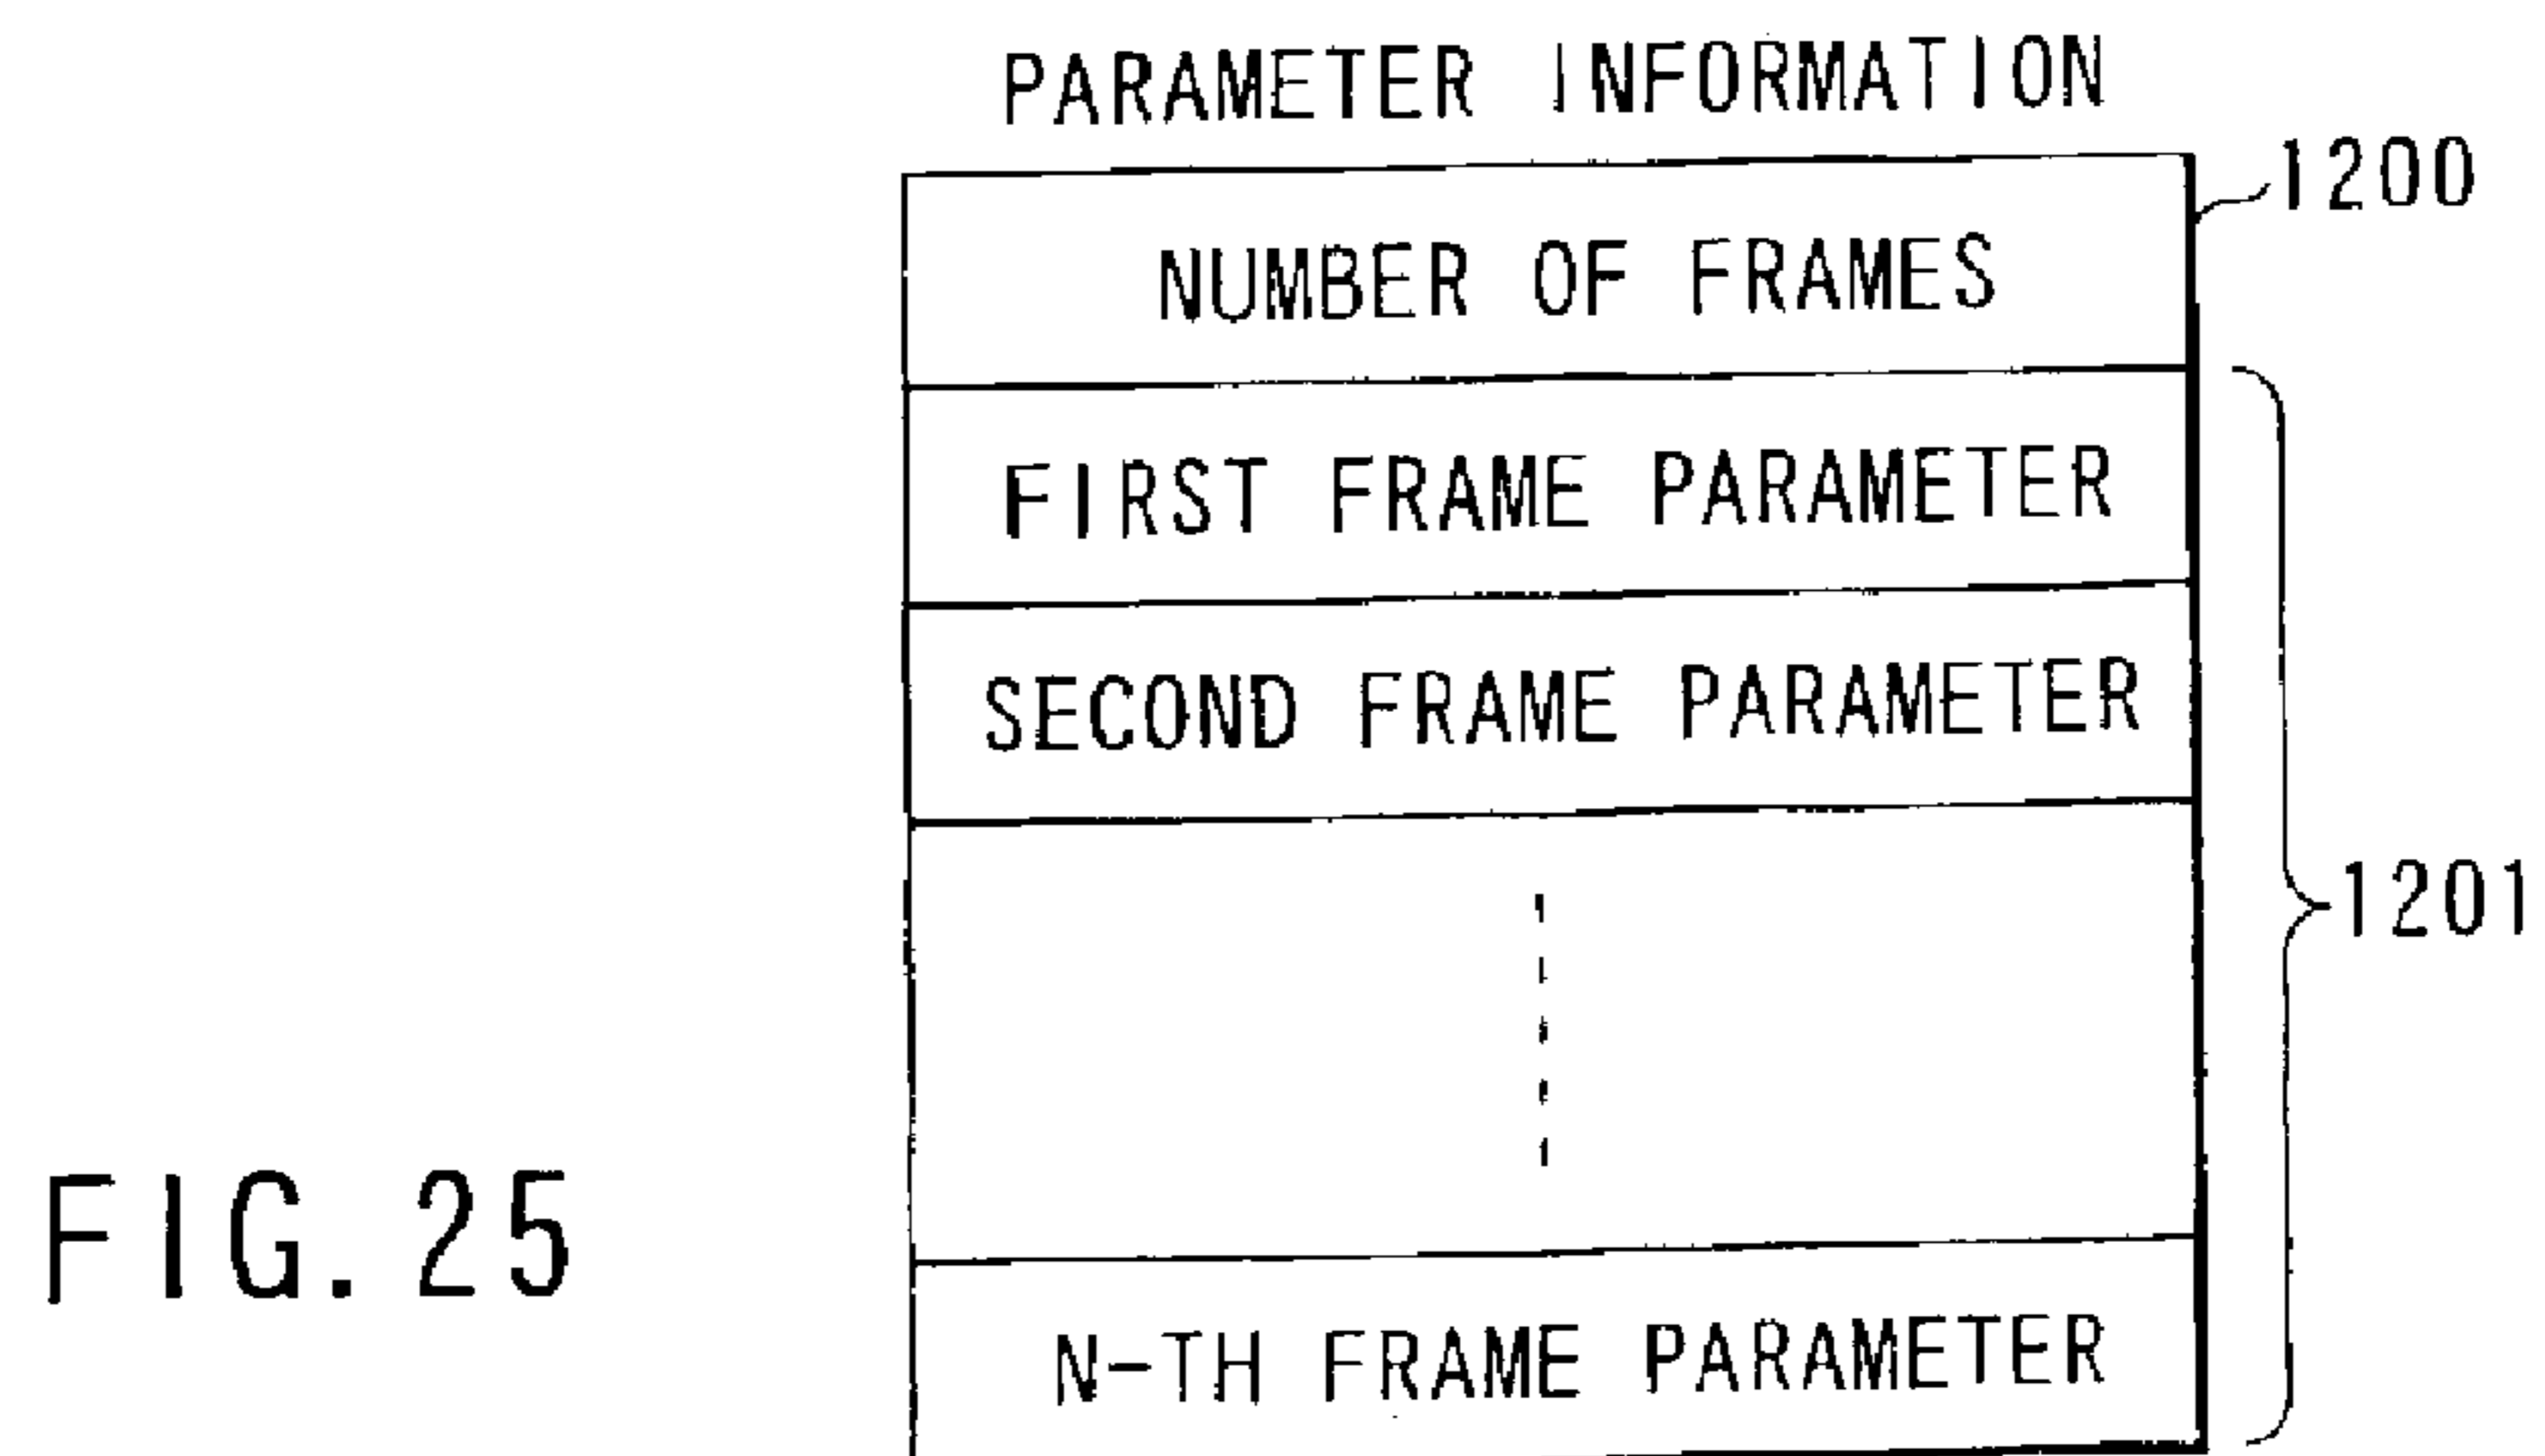 PARAMETER INFORMATION
1200
NUMBER OF FRAMES
FIRST FRAME PARAMETER
SECOND FRAME PARAMETER
1201
N-TH FRAME PARAMETER
FIG. 25